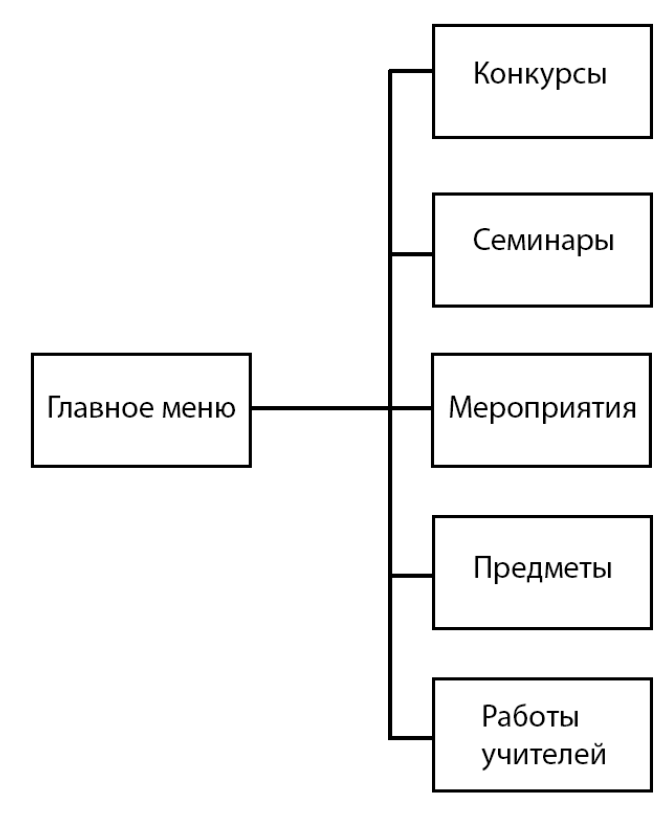 Конкурсы
Семинары
Главное меню
Мероприятия
Предметы
Работы
учителей